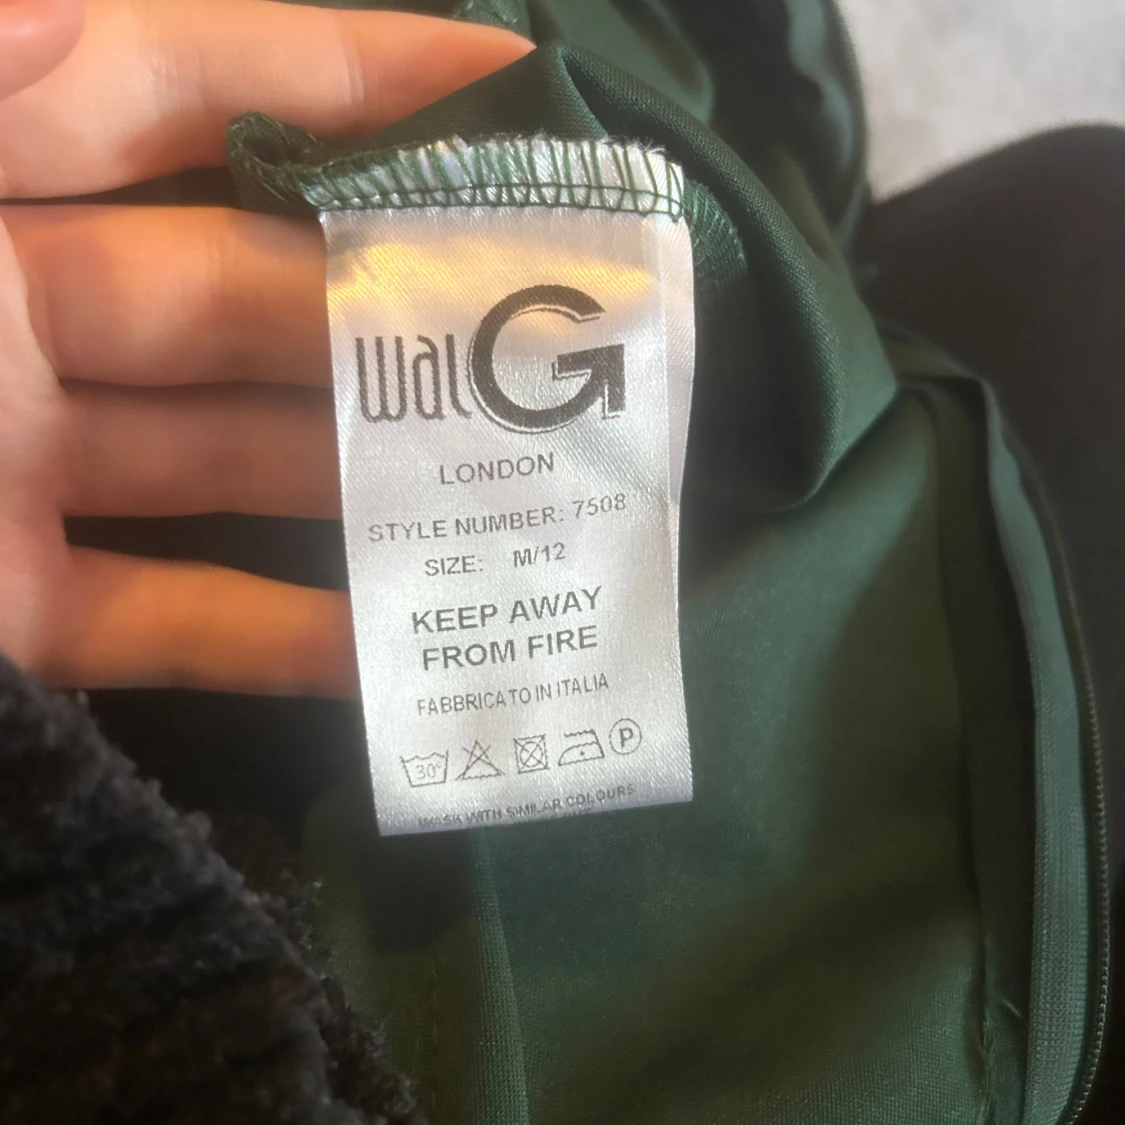 walG
LONDON
STYLE NUMBER: 7508
SIZE: M/12
KEEP AWAY
FROM FIRE
FABBRICATO IN ITALIA
30°
P
WASH WITH SIMILAR COLOURS